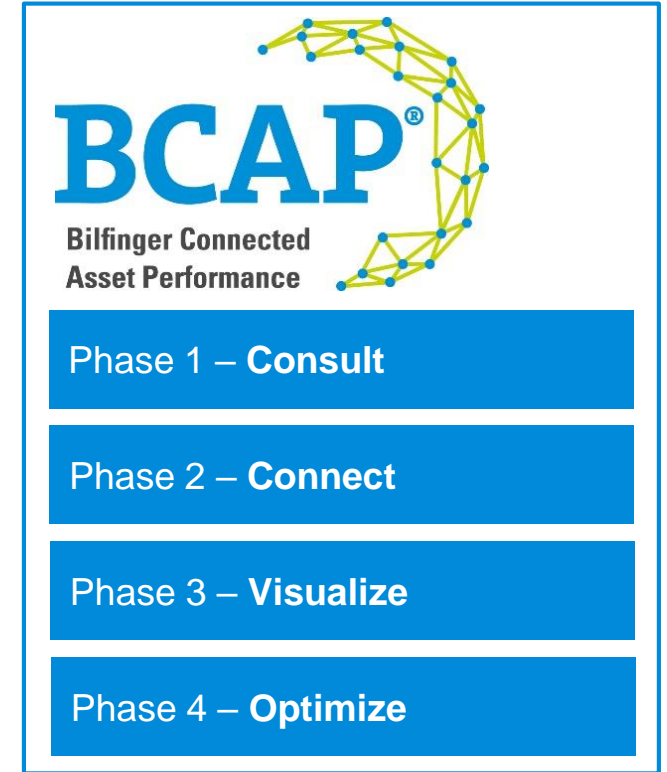 BCAP®
Bilfinger Connected
Asset Performance
Phase 1 – Consult
Phase 2 – Connect
Phase 3 – Visualize
Phase 4 – Optimize